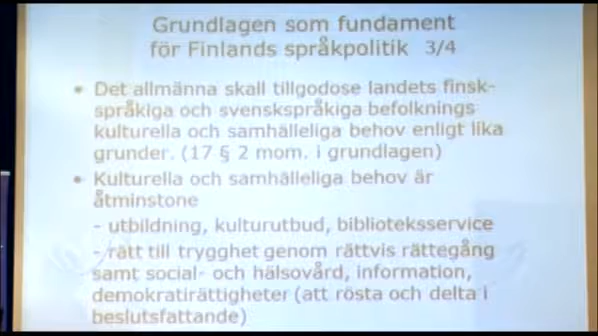 Grundlagen som fundament
för Finlands språkpolitik 3/4
• Det allmänna skall tillgodose landets finsk-
språkiga och svenskspråkiga befolknings
kulturella och samhälleliga behov enligt lika
grunder. (17 § 2 mom. i grundlagen)
• Kulturella och samhälleliga behov är
åtminstone
- utbildning, kulturutbud, biblioteksservice
- rätt till trygghet genom rättvis rättegång
samt social- och hälsovård, information,
demokratirättigheter (att rösta och delta i
beslutsfattande)